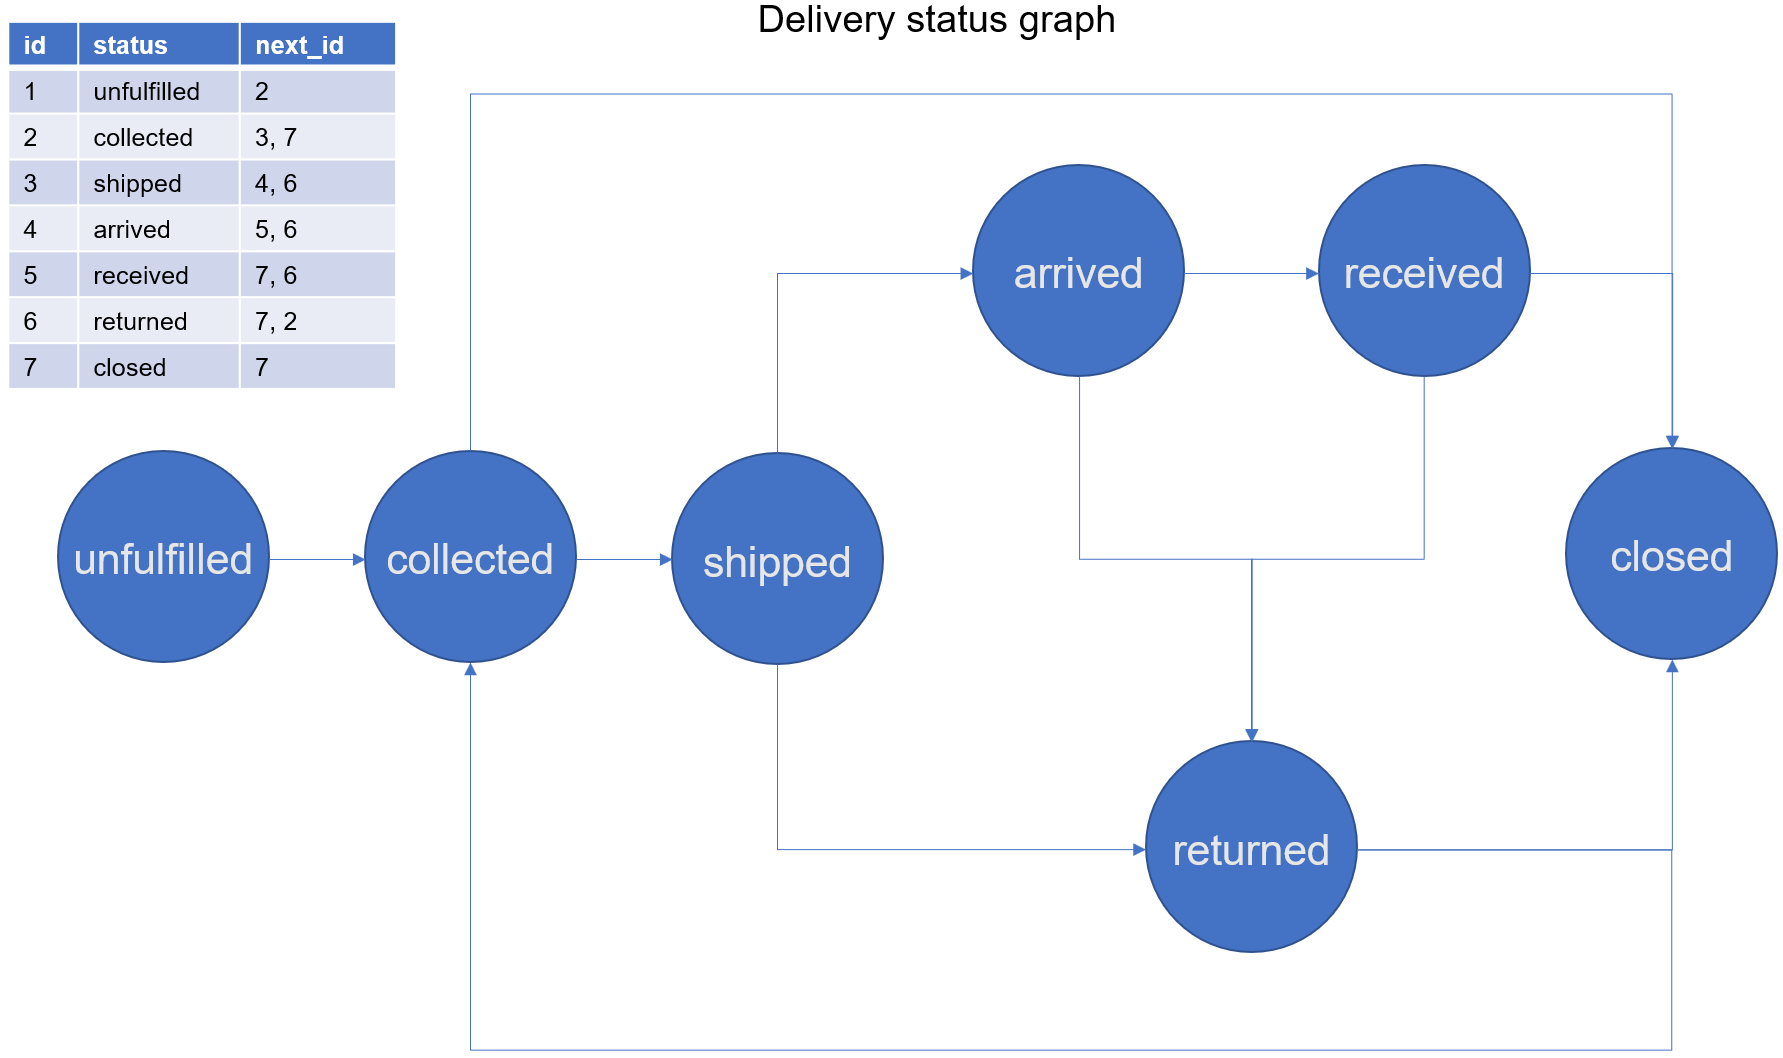 Delivery status graph
id status next_id
1 unfulfilled 2
2 collected 3, 7
3 shipped 4, 6
4 arrived 5, 6
5 received 7, 6
6 returned 7, 2
7 closed 7
arrived received
unfulfilled collected shipped closed
returned